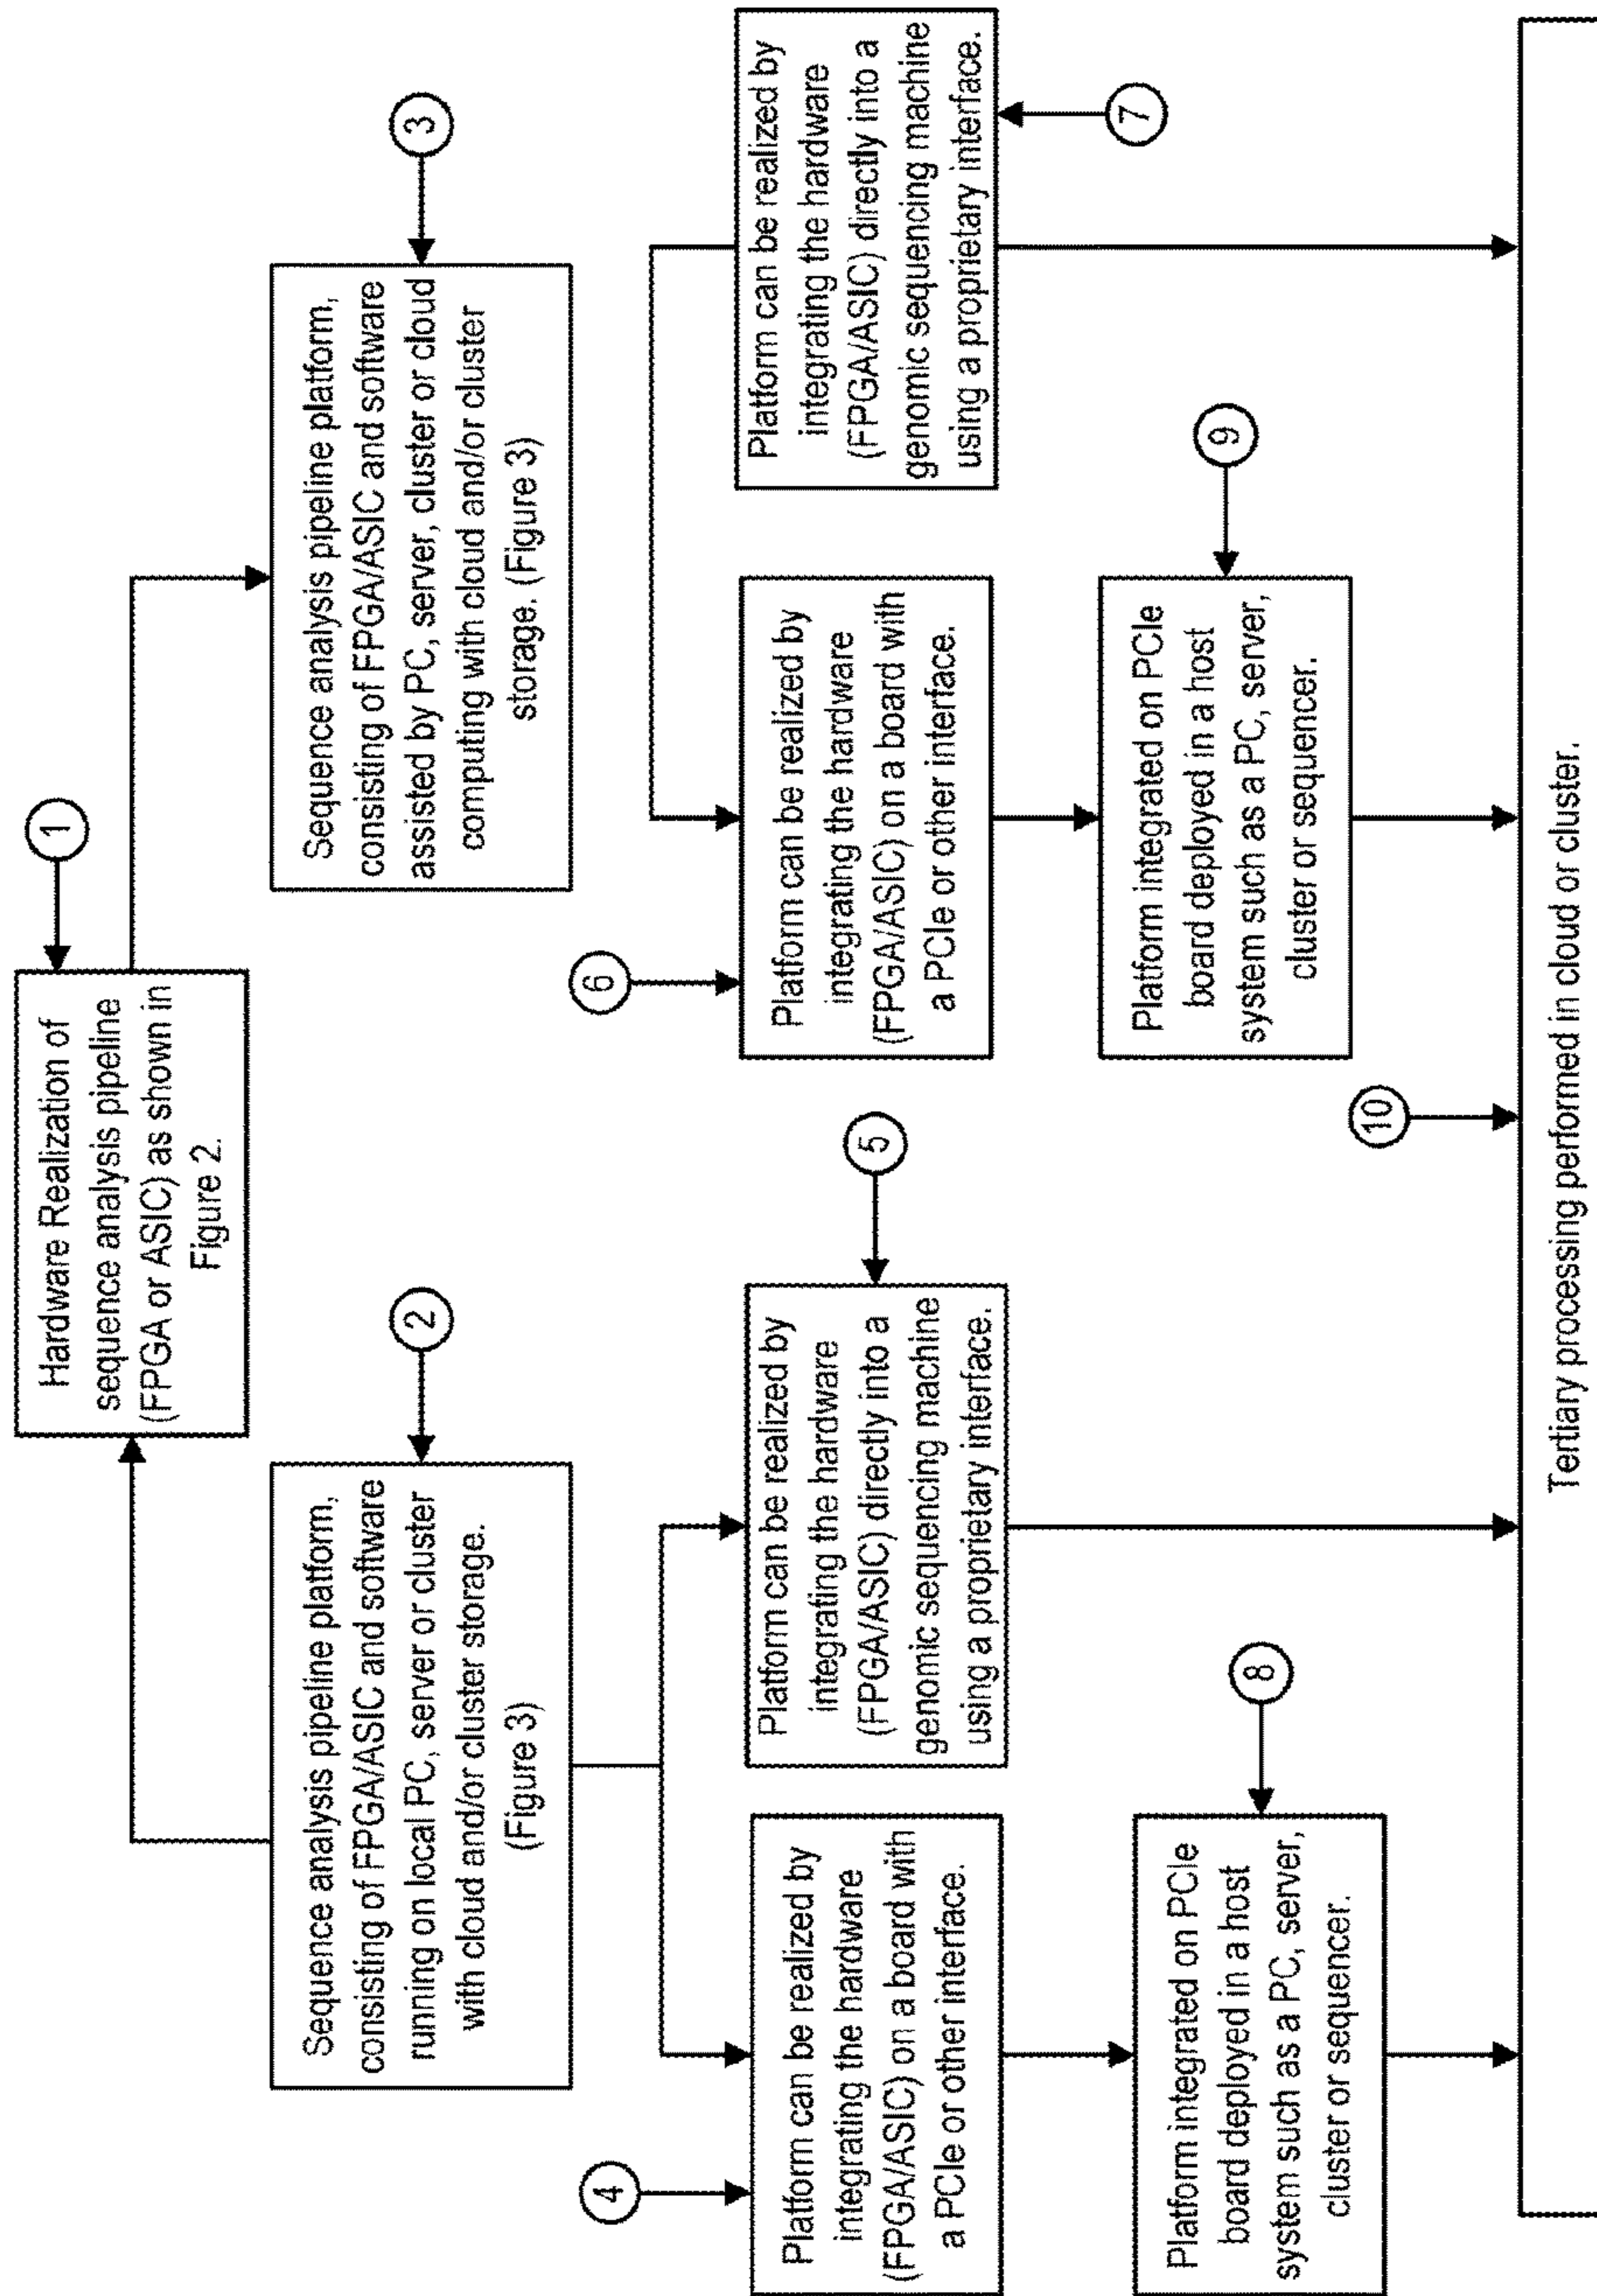 1
Hardware Realization of
sequence analysis pipeline
(FPGA or ASIC) as shown in
Figure 2.
2
Sequence analysis pipeline platform,
consisting of FPGA/ASIC and software
running on local PC, server or cluster
with cloud and/or cluster storage.
(Figure 3)
3
Sequence analysis pipeline platform,
consisting of FPGA/ASIC and software
assisted by PC, server, cluster or cloud
computing with cloud and/or cluster
storage. (Figure 3)
4
Platform can be realized by
integrating the hardware
(FPGA/ASIC) on a board with
a PCIe or other interface.
5
Platform can be realized by
integrating the hardware
(FPGA/ASIC) directly into a
genomic sequencing machine
using a proprietary interface.
6
Platform can be realized by
integrating the hardware
(FPGA/ASIC) on a board with
a PCIe or other interface.
7
Platform can be realized by
integrating the hardware
(FPGA/ASIC) directly into a
genomic sequencing machine
using a proprietary interface.
8
Platform integrated on PCIe
board deployed in a host
system such as a PC, server,
cluster or sequencer.
9
Platform integrated on PCIe
board deployed in a host
system such as a PC, server,
cluster or sequencer.
10
Tertiary processing performed in cloud or cluster.